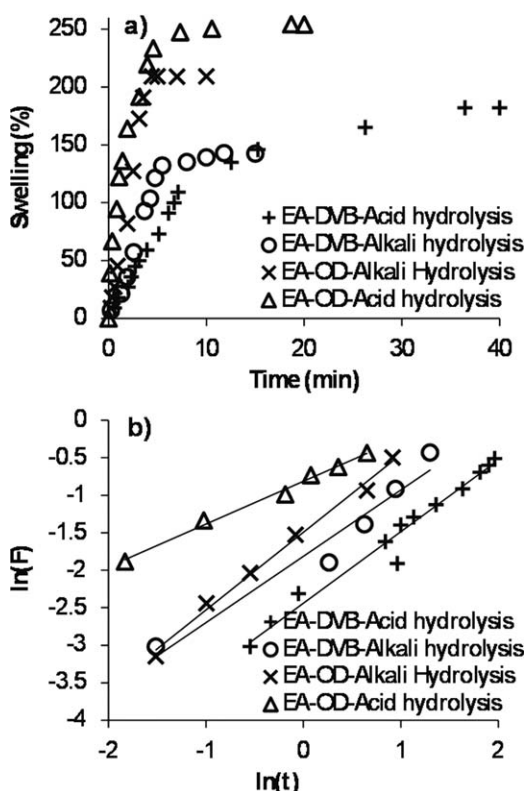 a)
300
250
200
150
100
50
0
Swelling (%)
+ EA-DVB-Acid hydrolysis
○ EA-DVB-Alkali hydrolysis
× EA-OD-Alkali Hydrolysis
△ EA-OD-Acid hydrolysis
0 10 20 30 40
Time (min)
b)
-0
-0.5
-1
-1.5
-2
-2.5
-3
-3.5
-4
ln(F)
+ EA-DVB-Acid hydrolysis
○ EA-DVB-Alkali hydrolysis
× EA-OD-Alkali Hydrolysis
△ EA-OD-Acid hydrolysis
-2 -1 0 1 2
ln(t)